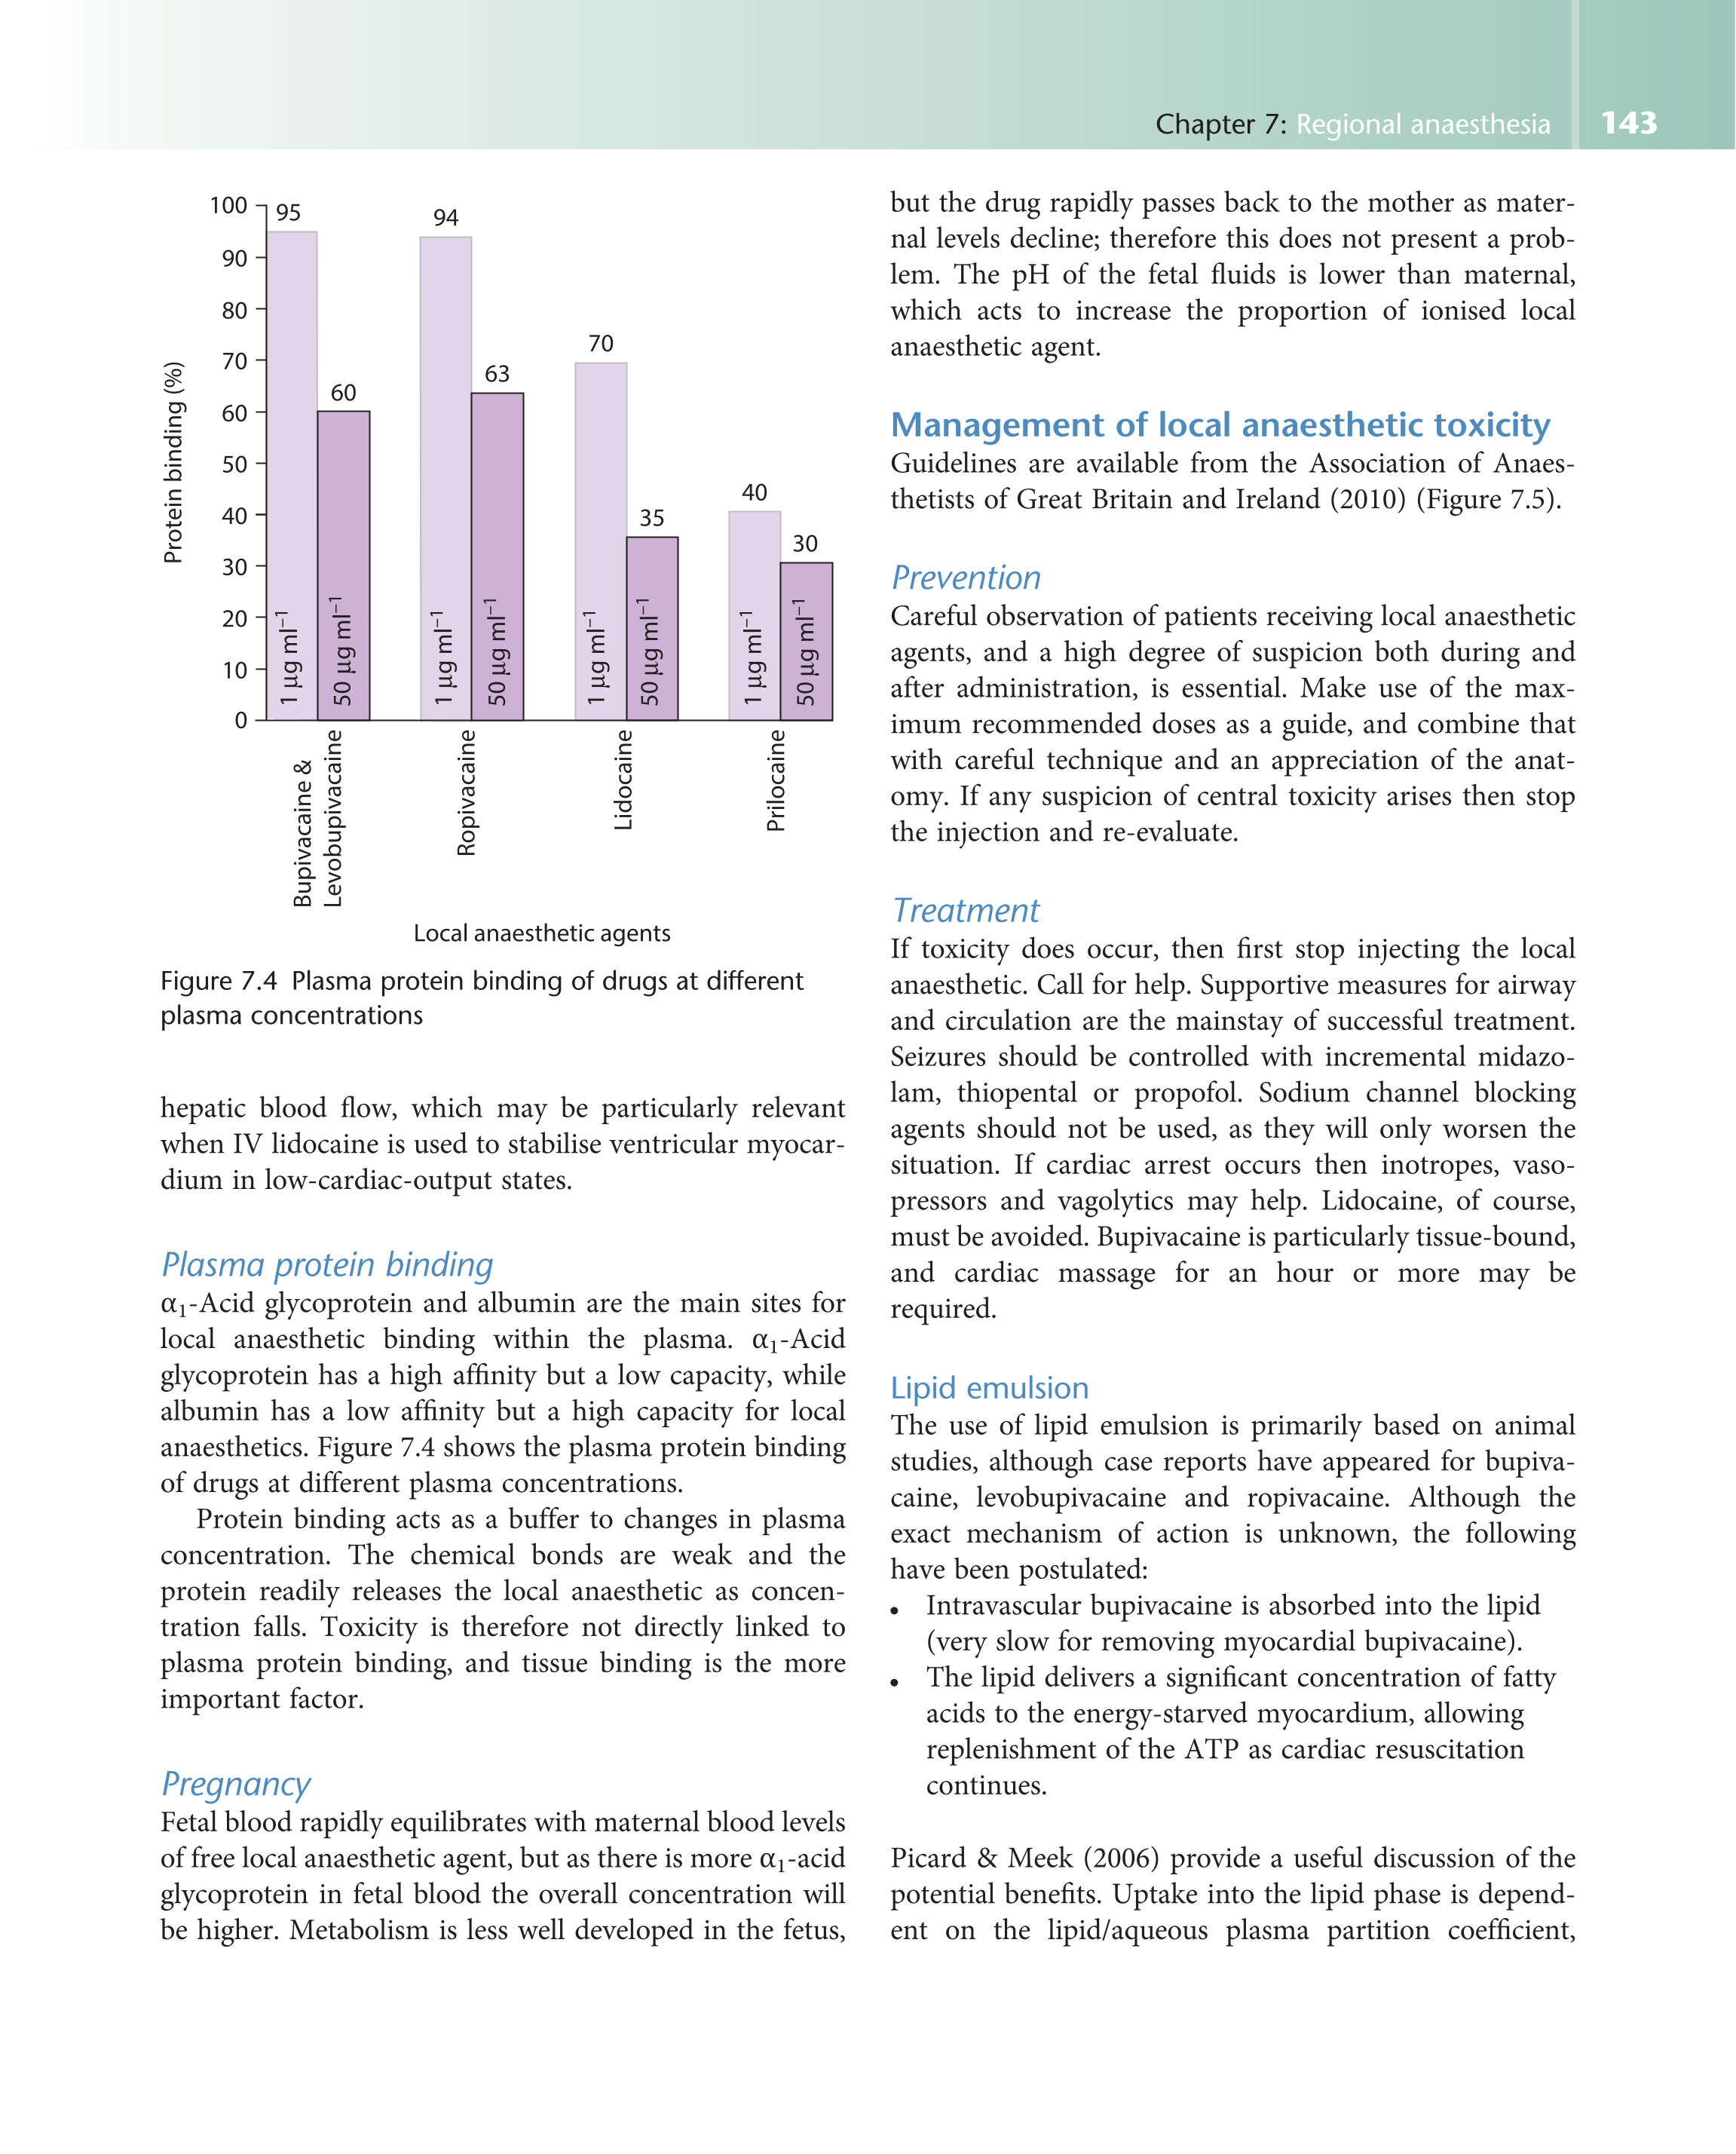 Chapter 7: Regional anaesthesia 143
100
90
80
70
60
50
40
30
20
10
0
Protein binding (%)
95
60
94
63
70
35
40
30
1 µg ml⁻¹
50 µg ml⁻¹
1 µg ml⁻¹
50 µg ml⁻¹
1 µg ml⁻¹
50 µg ml⁻¹
1 µg ml⁻¹
50 µg ml⁻¹
Bupivacaine &
Levobupivacaine
Ropivacaine
Lidocaine
Prilocaine
Local anaesthetic agents
Figure 7.4 Plasma protein binding of drugs at different
plasma concentrations
hepatic blood flow, which may be particularly relevant
when IV lidocaine is used to stabilise ventricular myocar-
dium in low-cardiac-output states.
Plasma protein binding
α₁-Acid glycoprotein and albumin are the main sites for
local anaesthetic binding within the plasma. α₁-Acid
glycoprotein has a high affinity but a low capacity, while
albumin has a low affinity but a high capacity for local
anaesthetics. Figure 7.4 shows the plasma protein binding
of drugs at different plasma concentrations.
Protein binding acts as a buffer to changes in plasma
concentration. The chemical bonds are weak and the
protein readily releases the local anaesthetic as concen-
tration falls. Toxicity is therefore not directly linked to
plasma protein binding, and tissue binding is the more
important factor.
Pregnancy
Fetal blood rapidly equilibrates with maternal blood levels
of free local anaesthetic agent, but as there is more α₁-acid
glycoprotein in fetal blood the overall concentration will
be higher. Metabolism is less well developed in the fetus,
but the drug rapidly passes back to the mother as mater-
nal levels decline; therefore this does not present a prob-
lem. The pH of the fetal fluids is lower than maternal,
which acts to increase the proportion of ionised local
anaesthetic agent.
Management of local anaesthetic toxicity
Guidelines are available from the Association of Anaes-
thetists of Great Britain and Ireland (2010) (Figure 7.5).
Prevention
Careful observation of patients receiving local anaesthetic
agents, and a high degree of suspicion both during and
after administration, is essential. Make use of the max-
imum recommended doses as a guide, and combine that
with careful technique and an appreciation of the anat-
omy. If any suspicion of central toxicity arises then stop
the injection and re-evaluate.
Treatment
If toxicity does occur, then first stop injecting the local
anaesthetic. Call for help. Supportive measures for airway
and circulation are the mainstay of successful treatment.
Seizures should be controlled with incremental midazo-
lam, thiopental or propofol. Sodium channel blocking
agents should not be used, as they will only worsen the
situation. If cardiac arrest occurs then inotropes, vaso-
pressors and vagolytics may help. Lidocaine, of course,
must be avoided. Bupivacaine is particularly tissue-bound,
and cardiac massage for an hour or more may be
required.
Lipid emulsion
The use of lipid emulsion is primarily based on animal
studies, although case reports have appeared for bupiva-
caine, levobupivacaine and ropivacaine. Although the
exact mechanism of action is unknown, the following
have been postulated:
• Intravascular bupivacaine is absorbed into the lipid
(very slow for removing myocardial bupivacaine).
• The lipid delivers a significant concentration of fatty
acids to the energy-starved myocardium, allowing
replenishment of the ATP as cardiac resuscitation
continues.
Picard & Meek (2006) provide a useful discussion of the
potential benefits. Uptake into the lipid phase is depend-
ent on the lipid/aqueous plasma partition coefficient,